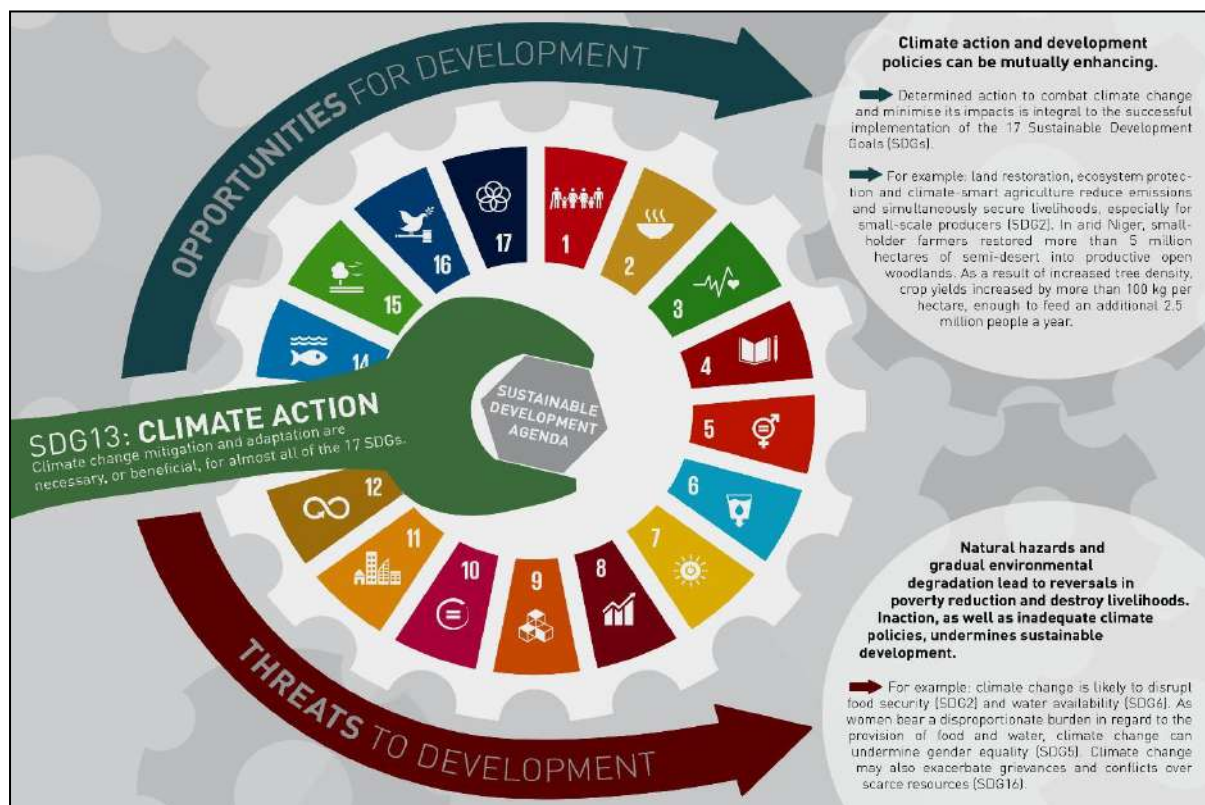 OPPORTUNITIES FOR DEVELOPMENT
Climate action and development
policies can be mutually enhancing.
Determined action to combat climate change
and minimise its impacts is integral to the successful
implementation of the 17 Sustainable Development
Goals (SDGs).
For example: land restoration, ecosystem protec-
tion and climate-smart agriculture reduce emissions
and simultaneously secure livelihoods, especially for
small-scale producers (SDG2). In arid Niger, small-
holder farmers restored more than 5 million
hectares of semi-desert into productive open
woodlands. As a result of increased tree density,
crop yields increased by more than 100 kg per
hectare, enough to feed an additional 2.5
million people a year.
17
1
16
2
15
3
14
4
SUSTAINABLE
DEVELOPMENT
AGENDA
SDG13: CLIMATE ACTION
Climate change mitigation and adaptation are
necessary, or beneficial, for almost all of the 17 SDGs.
5
12
6
11
7
10
9
8
THREATS TO DEVELOPMENT
Natural hazards and
gradual environmental
degradation lead to reversals in
poverty reduction and destroy livelihoods.
Inaction, as well as inadequate climate
policies, undermines sustainable
development.
For example: climate change is likely to disrupt
food security (SDG2) and water availability (SDG6). As
women bear a disproportionate burden in regard to the
provision of food and water, climate change can
undermine gender equality (SDG5). Climate change
may also exacerbate grievances and conflicts over
scarce resources (SDG16).